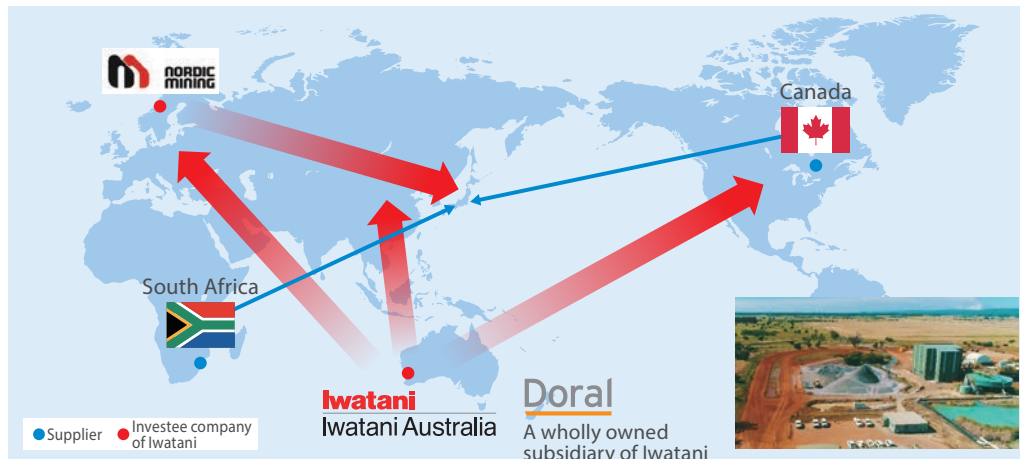 NORDIC
MINING
Canada
South Africa
Iwatani
Iwatani Australia
Doral
A wholly owned
subsidiary of Iwatani
Supplier
Investee company
of Iwatani